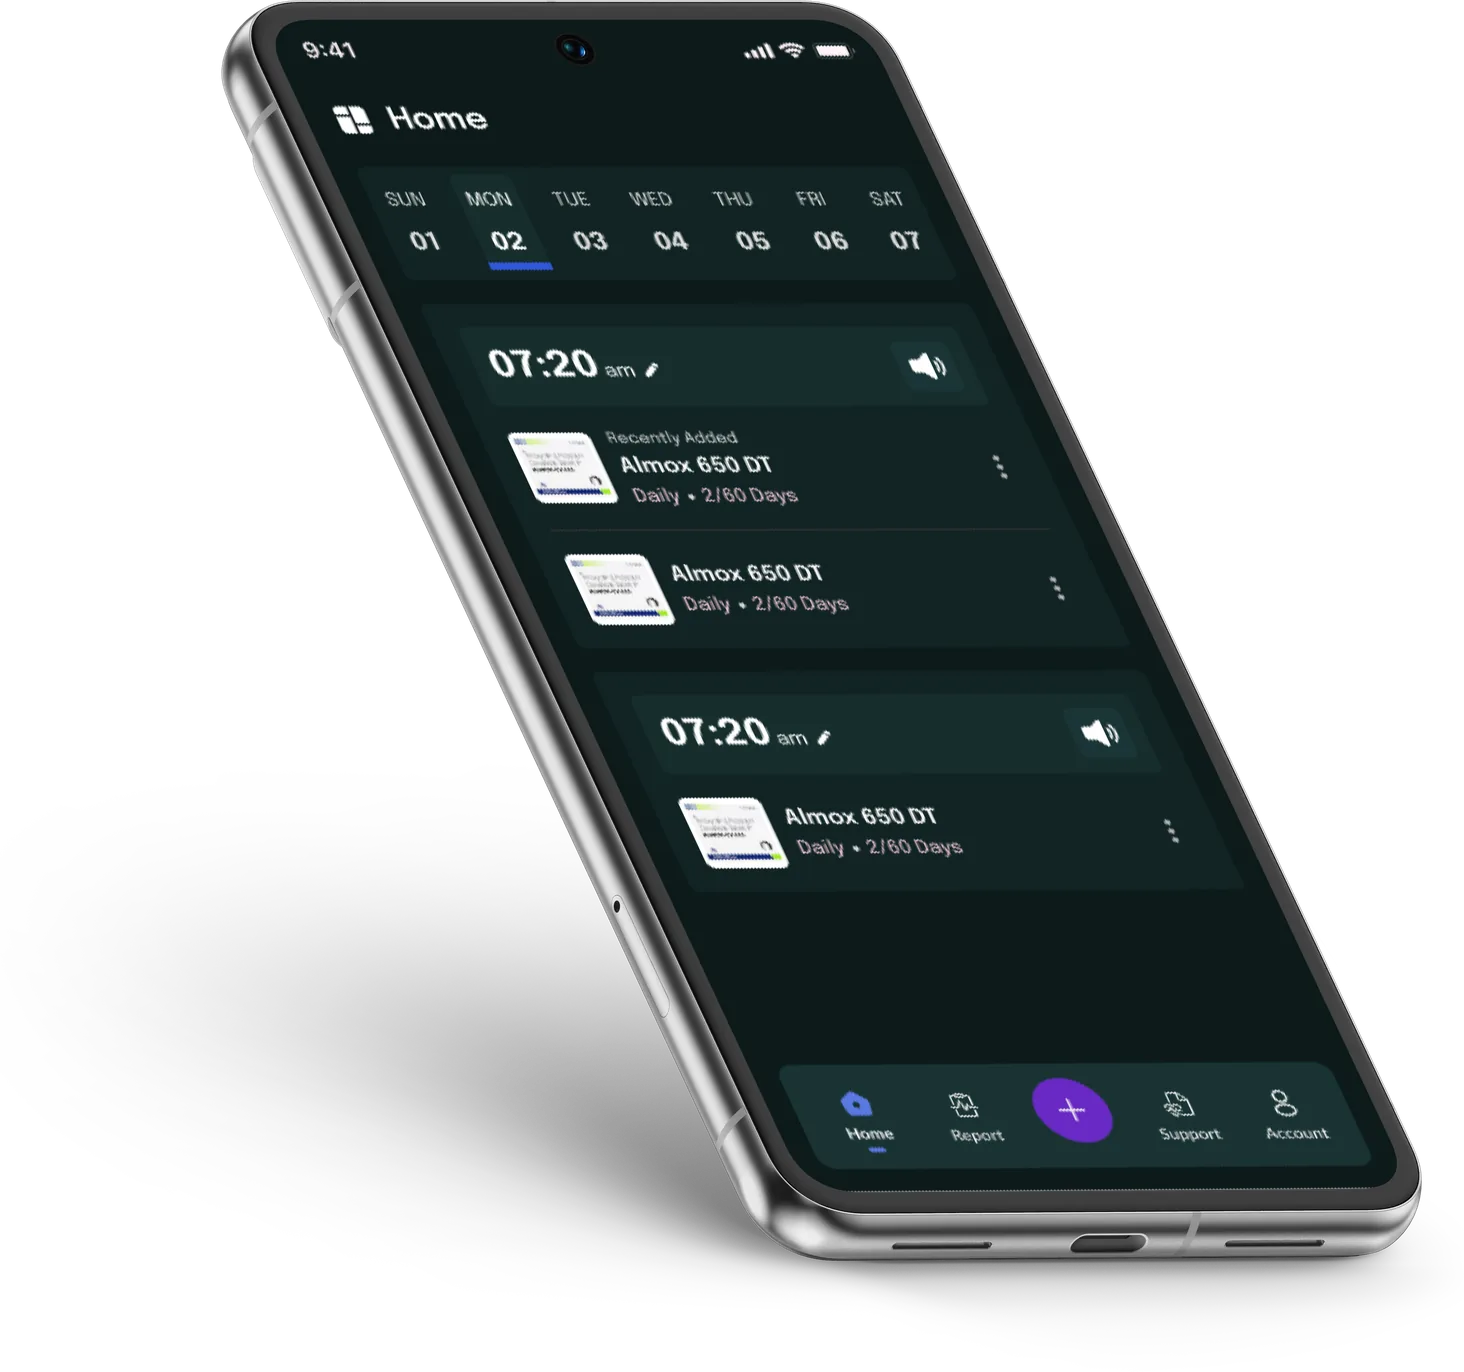 9:41
Home
SUN MON TUE WED THU FRI SAT
01 02 03 04 05 06 07
07:20 am
Recently Added
Almox 650 DT
Daily • 2/60 Days
Almox 650 DT
Daily • 2/60 Days
07:20 am
Almox 650 DT
Daily • 2/60 Days
Home Report Support Account